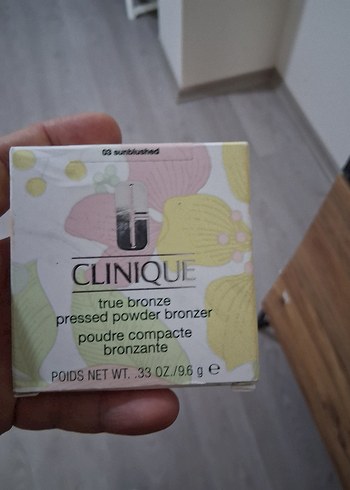 03 sunblushed
CLINIQUE
true bronze
pressed powder bronzer
poudre compacte
bronzante
POIDS NET WT. .33 OZ./9.6 g e